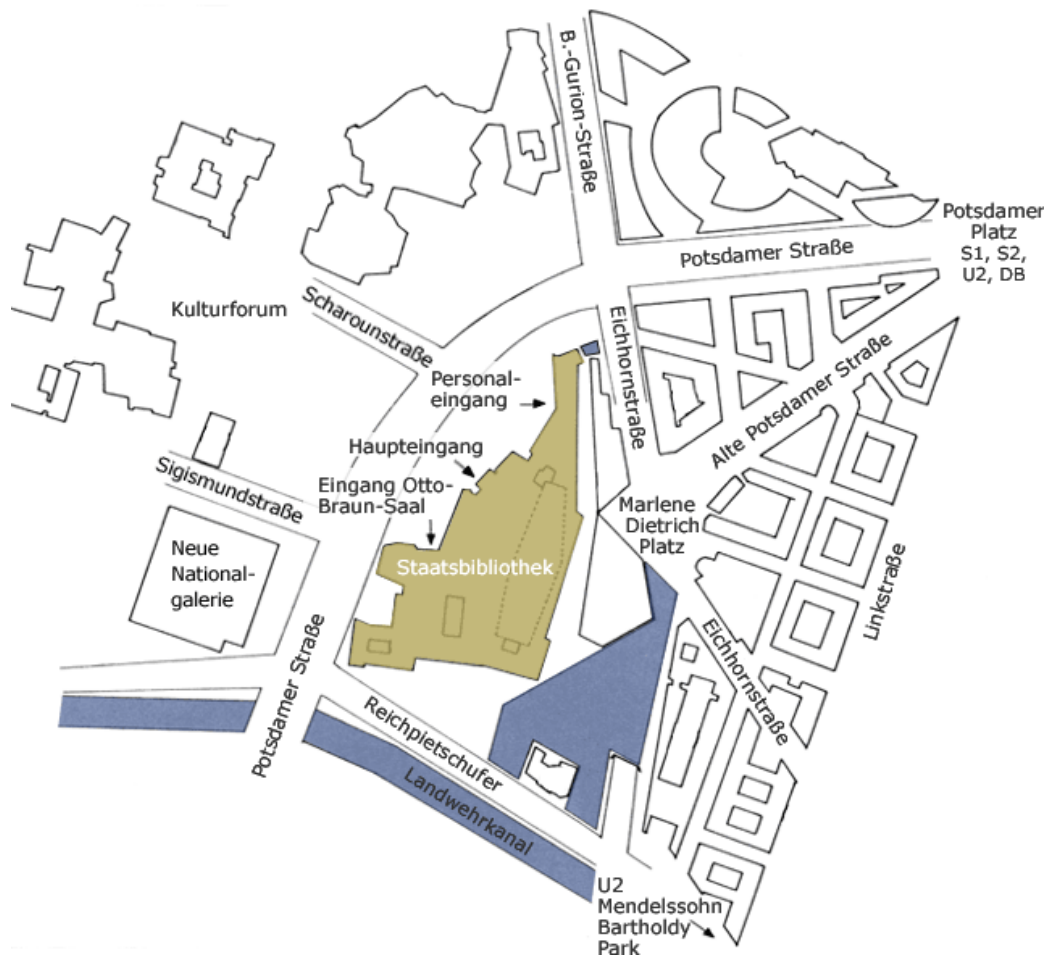 B.-Gurion-Straße
Potsdamer
Platz
S1, S2,
U2, DB
Potsdamer Straße
Kulturforum
Scharounstraße
Eichhornstraße
Personal-
eingang
Alte Potsdamer Straße
Haupteingang
Sigismundstraße
Eingang Otto-
Braun-Saal
Marlene
Dietrich
Platz
Neue
National-
galerie
Staatsbibliothek
Linkstraße
Eichhornstraße
Potsdamer Straße
Reichpietschufer
Landwehrkanal
U2
Mendelssohn
Bartholdy
Park